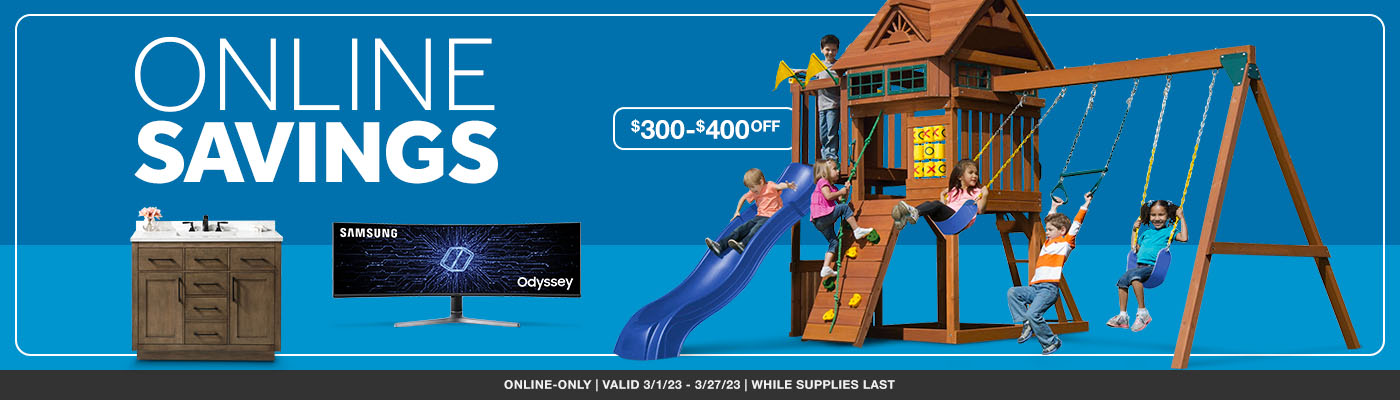 ONLINE
SAVINGS
$300-$400 OFF
SAMSUNG
Odyssey
ONLINE-ONLY | VALID 3/1/23 - 3/27/23 | WHILE SUPPLIES LAST